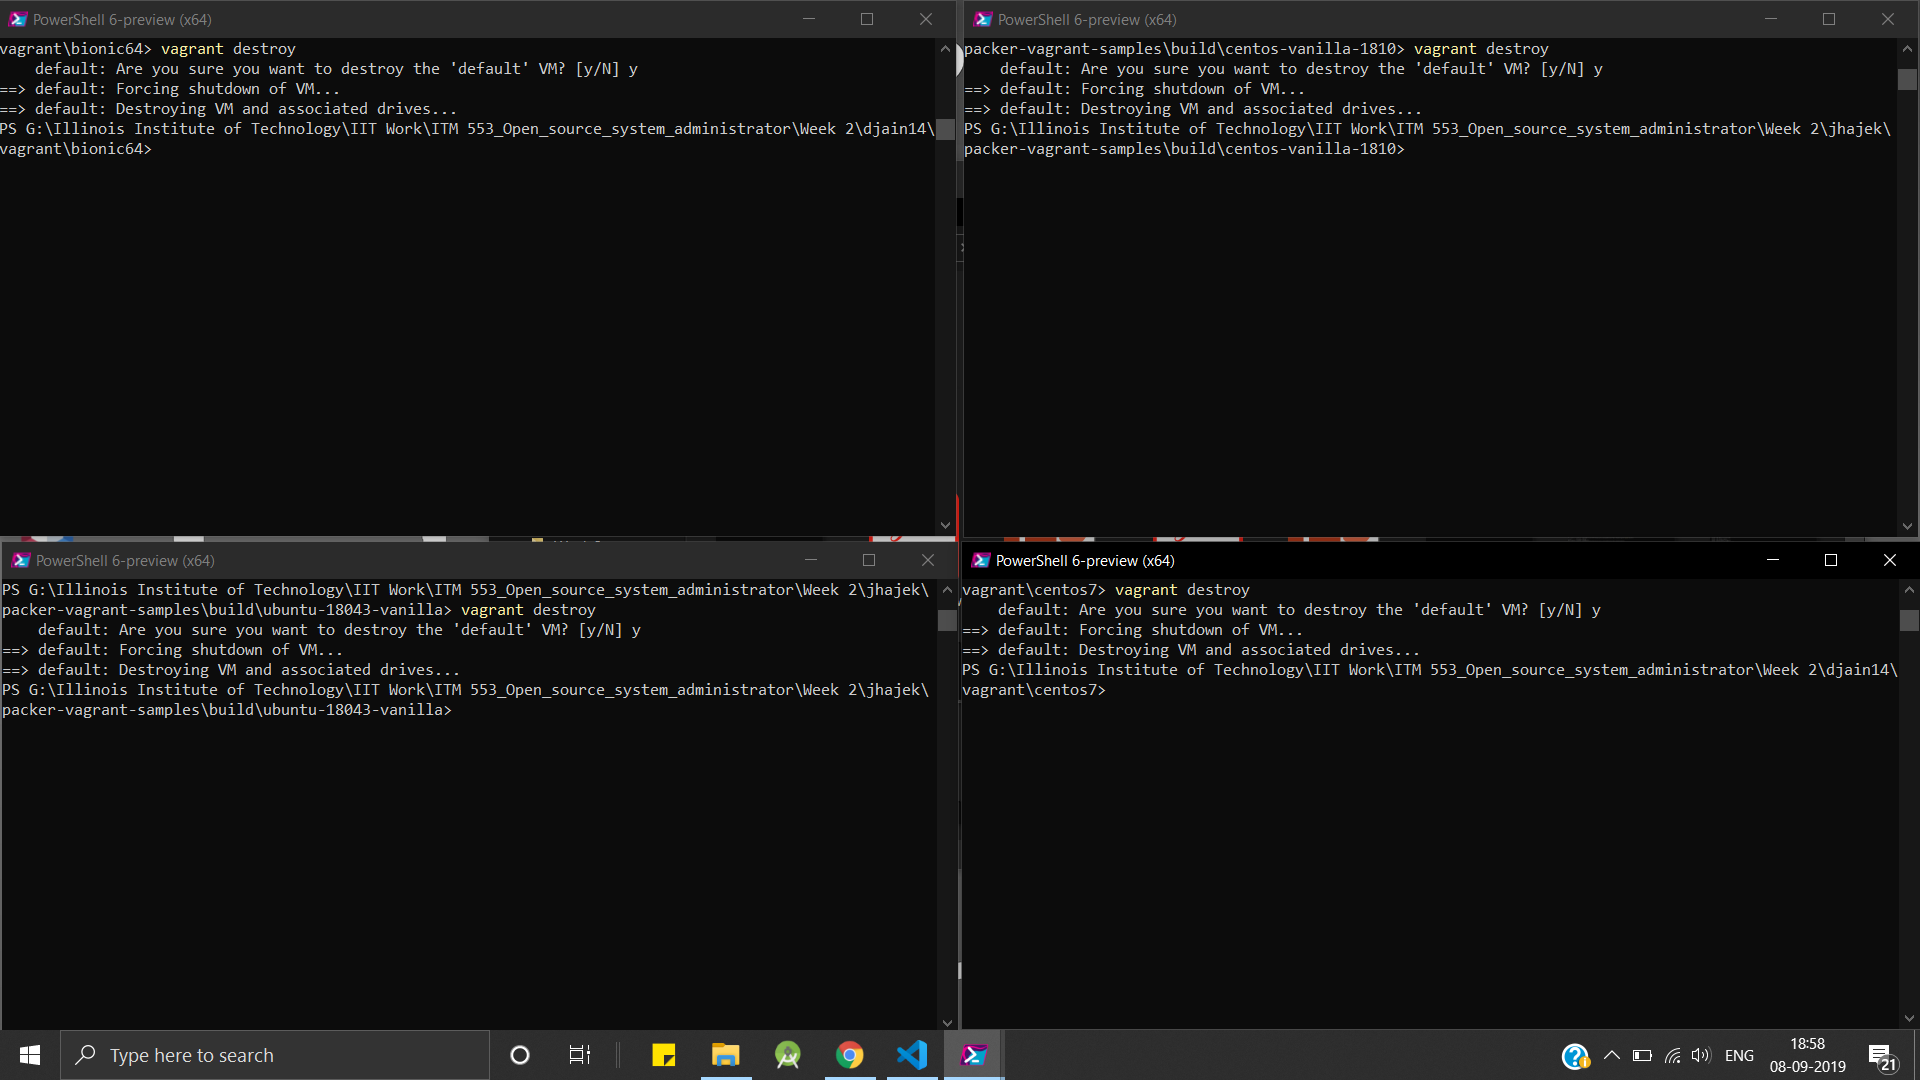 PowerShell 6-preview (x64)
vagrant\bionic64> vagrant destroy
    default: Are you sure you want to destroy the 'default' VM? [y/N] y
==> default: Forcing shutdown of VM...
==> default: Destroying VM and associated drives...
PS G:\Illinois Institute of Technology\IIT Work\ITM 553_Open_source_system_administrator\Week 2\djain14\
vagrant\bionic64>
PowerShell 6-preview (x64)
packer-vagrant-samples\build\centos-vanilla-1810> vagrant destroy
    default: Are you sure you want to destroy the 'default' VM? [y/N] y
==> default: Forcing shutdown of VM...
==> default: Destroying VM and associated drives...
PS G:\Illinois Institute of Technology\IIT Work\ITM 553_Open_source_system_administrator\Week 2\jhajek\
packer-vagrant-samples\build\centos-vanilla-1810>
PowerShell 6-preview (x64)
PS G:\Illinois Institute of Technology\IIT Work\ITM 553_Open_source_system_administrator\Week 2\jhajek\
packer-vagrant-samples\build\ubuntu-18043-vanilla> vagrant destroy
    default: Are you sure you want to destroy the 'default' VM? [y/N] y
==> default: Forcing shutdown of VM...
==> default: Destroying VM and associated drives...
PS G:\Illinois Institute of Technology\IIT Work\ITM 553_Open_source_system_administrator\Week 2\jhajek\
packer-vagrant-samples\build\ubuntu-18043-vanilla>
PowerShell 6-preview (x64)
vagrant\centos7> vagrant destroy
    default: Are you sure you want to destroy the 'default' VM? [y/N] y
==> default: Forcing shutdown of VM...
==> default: Destroying VM and associated drives...
PS G:\Illinois Institute of Technology\IIT Work\ITM 553_Open_source_system_administrator\Week 2\djain14\
vagrant\centos7>
Type here to search
ENG
18:58
08-09-2019
21